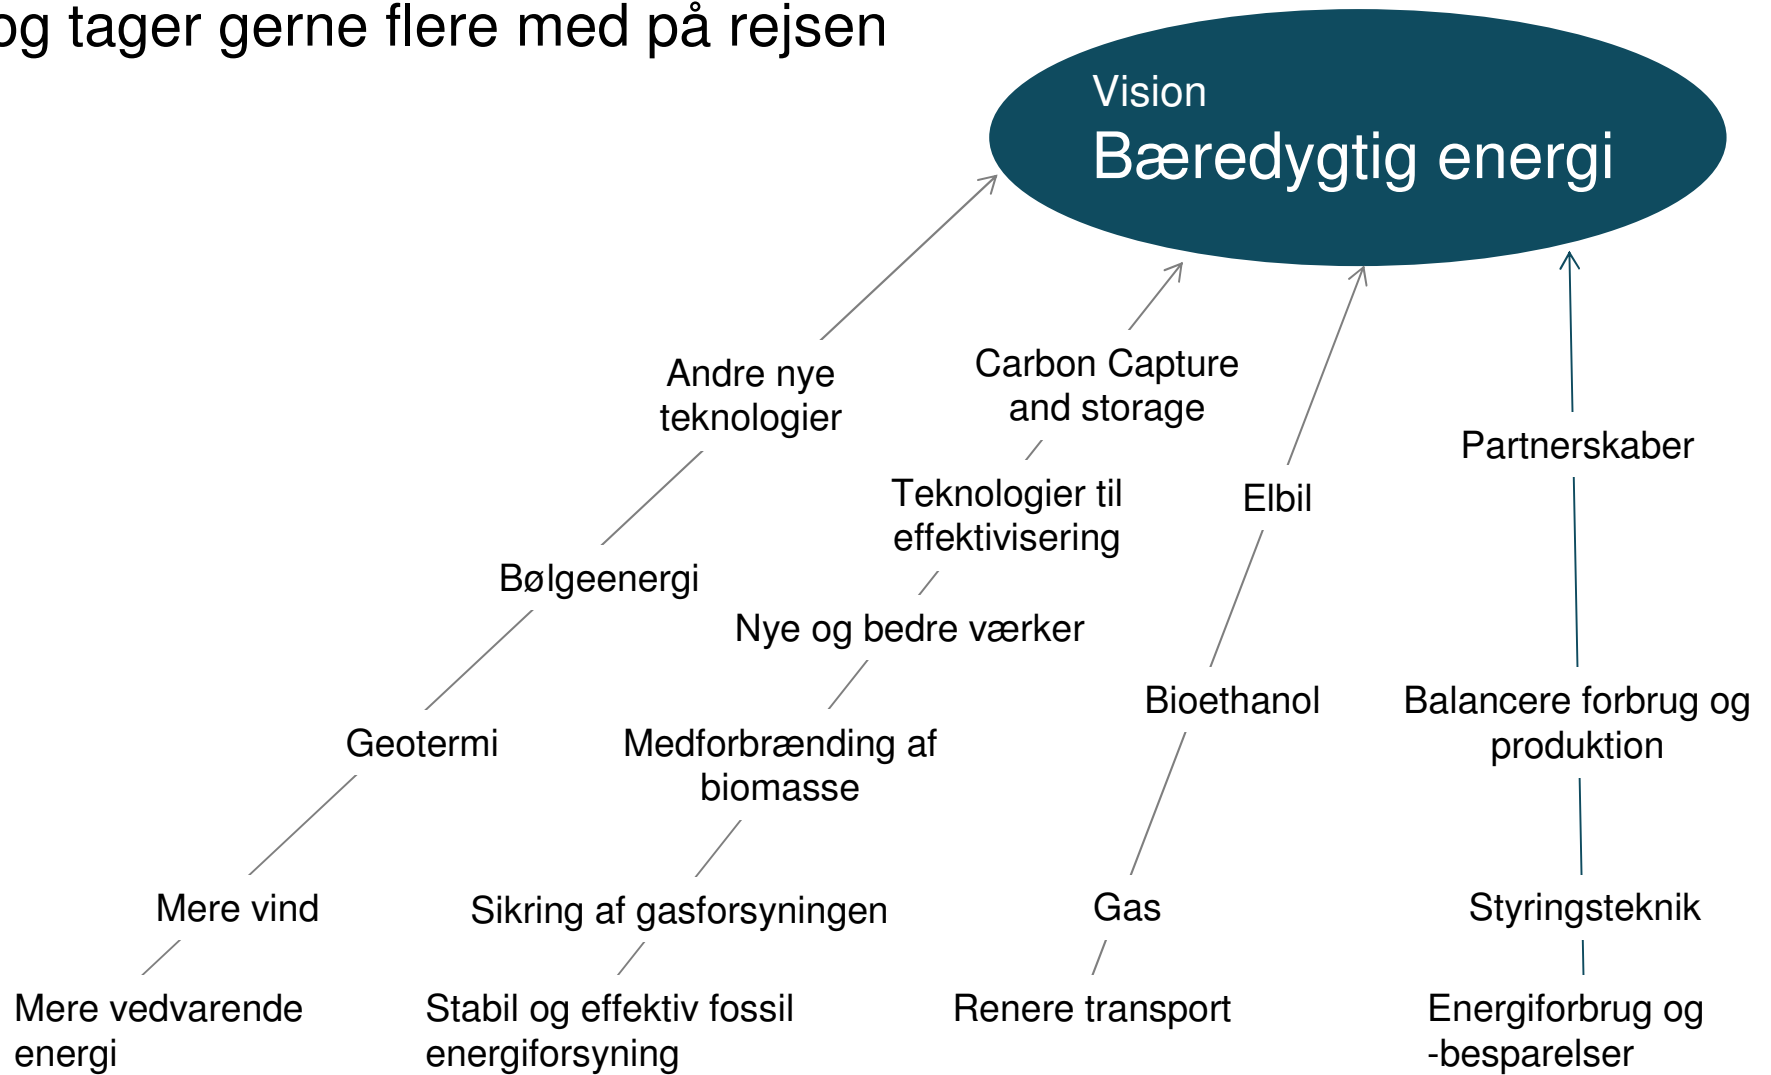 og tager gerne flere med på rejsen
Vision
Bæredygtig energi
Andre nye
teknologier
Bølgeenergi
Geotermi
Mere vind
Mere vedvarende
energi
Carbon Capture
and storage
Teknologier til
effektivisering
Nye og bedre værker
Medforbrænding af
biomasse
Sikring af gasforsyningen
Stabil og effektiv fossil
energiforsyning
Elbil
Bioethanol
Gas
Renere transport
Partnerskaber
Balancere forbrug og
produktion
Styringsteknik
Energiforbrug og
-besparelser